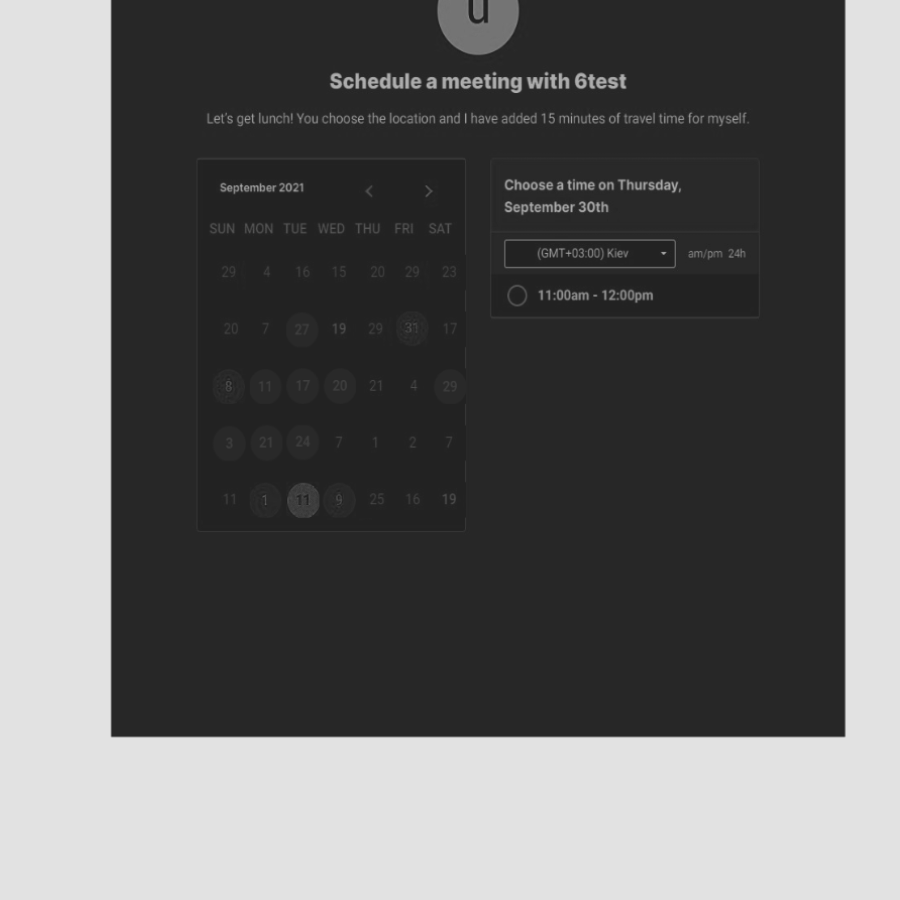 u
Schedule a meeting with 6test
Let's get lunch! You choose the location and I have added 15 minutes of travel time for myself.
September 2021
SUN MON TUE WED THU FRI SAT
29 4 16 15 20 29 23
20 7 27 19 29 31 17
8 11 17 20 21 4 29
3 21 24 7 1 2 7
11 1 11 9 25 16 19
Choose a time on Thursday,
September 30th
(GMT+03:00) Kiev am/pm 24h
11:00am - 12:00pm